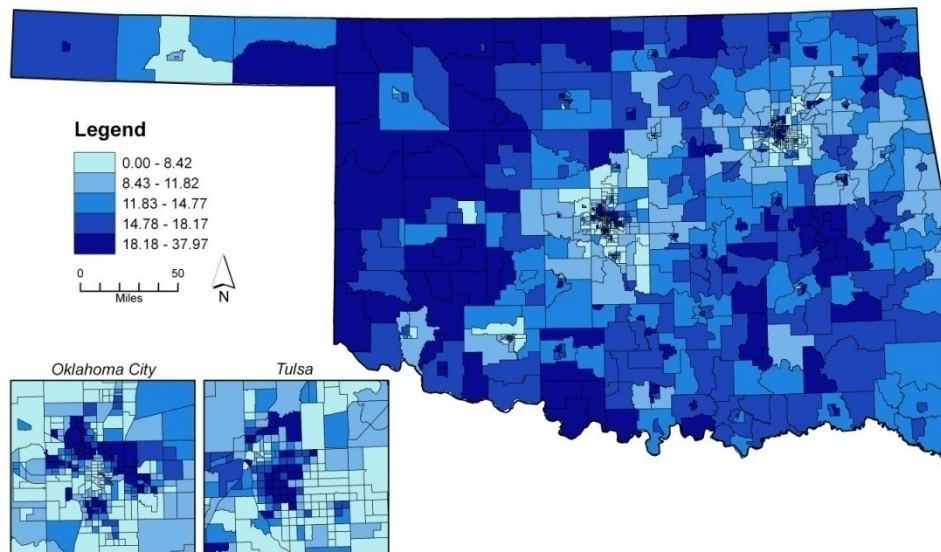 Legend
0.00 - 8.42
8.43 - 11.82
11.83 - 14.77
14.78 - 18.17
18.18 - 37.97
0 50
Miles
N
Oklahoma City
Tulsa